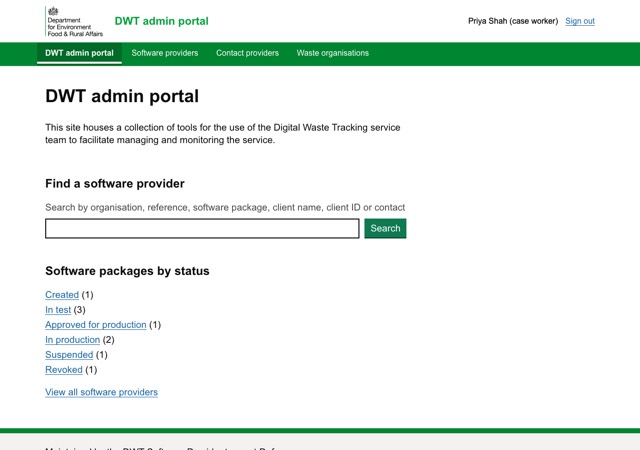 Department
for Environment
Food & Rural Affairs
DWT admin portal
Priya Shah (case worker) Sign out
DWT admin portal Software providers Contact providers Waste organisations
DWT admin portal
This site houses a collection of tools for the use of the Digital Waste Tracking service
team to facilitate managing and monitoring the service.
Find a software provider
Search by organisation, reference, software package, client name, client ID or contact
Search
Software packages by status
Created (1)
In test (3)
Approved for production (1)
In production (2)
Suspended (1)
Revoked (1)
View all software providers